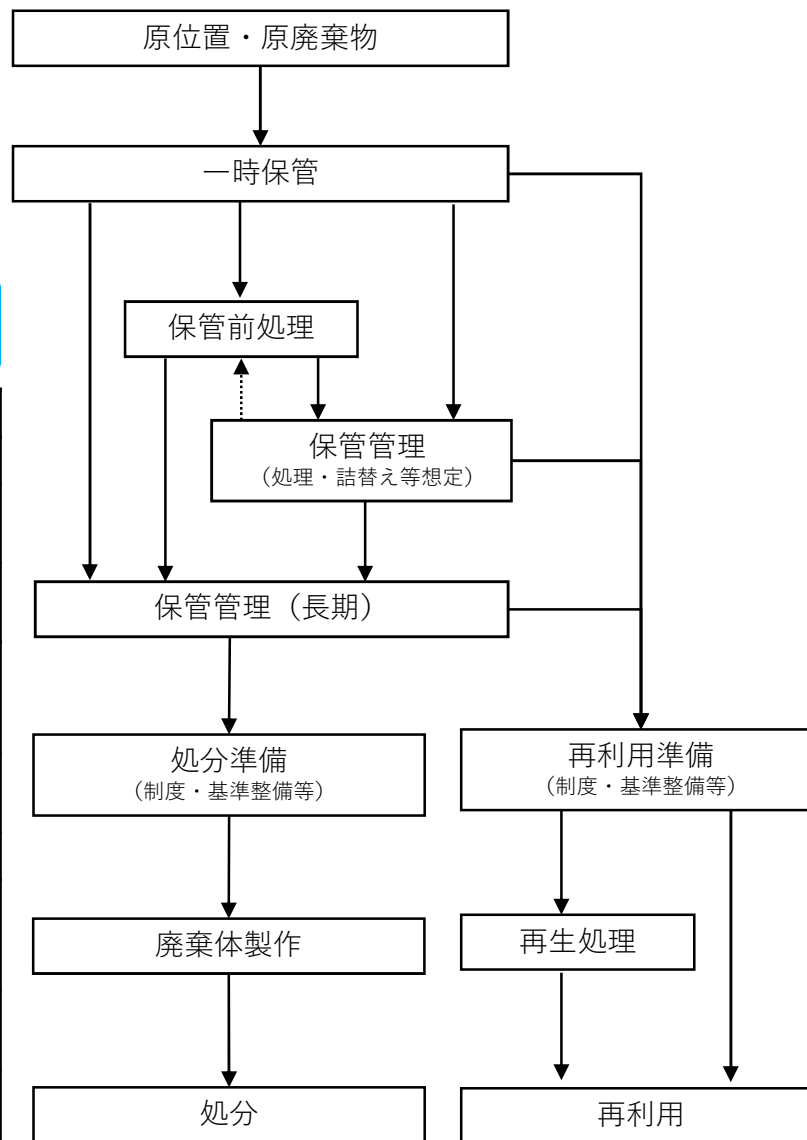 原位置・原廃棄物
一時保管
保管前処理
保管管理
（処理・詰替え等想定）
保管管理（長期）
処分準備
（制度・基準整備等）
再利用準備
（制度・基準整備等）
廃棄体製作
再生処理
処分
再利用